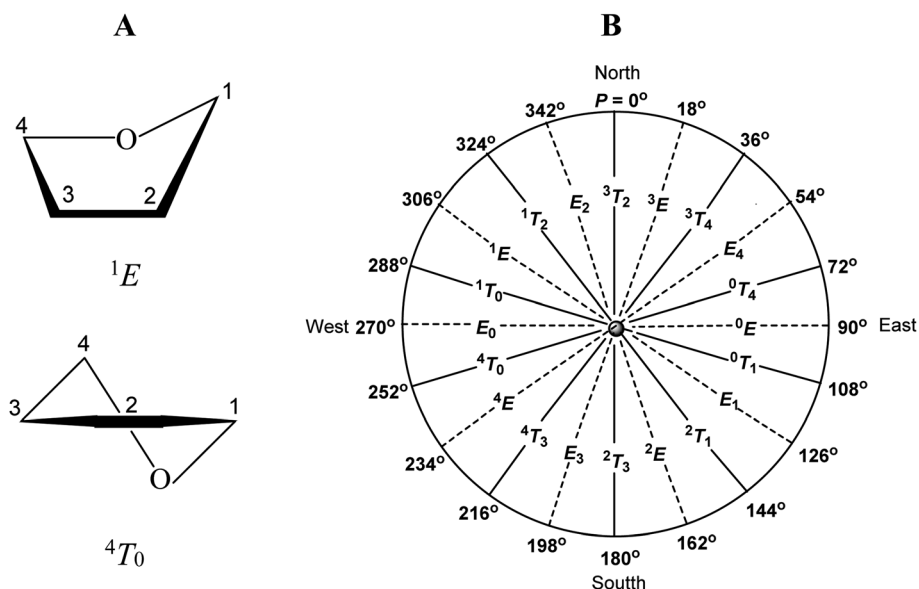 A
1
4
O
3
2
¹E
4
3
2
1
O
⁴T₀
B
North
P = 0°
342°
18°
324°
36°
306°
54°
288°
72°
West
270°
90°
East
252°
108°
234°
126°
216°
144°
198°
162°
180°
Soutth
³T₂
E₂
³E
¹T₂
³T₄
¹E
E₄
¹T₀
⁰T₄
E₀
⁰E
⁴T₀
⁰T₁
⁴E
E₁
⁴T₃
²T₁
E₃
²E
²T₃